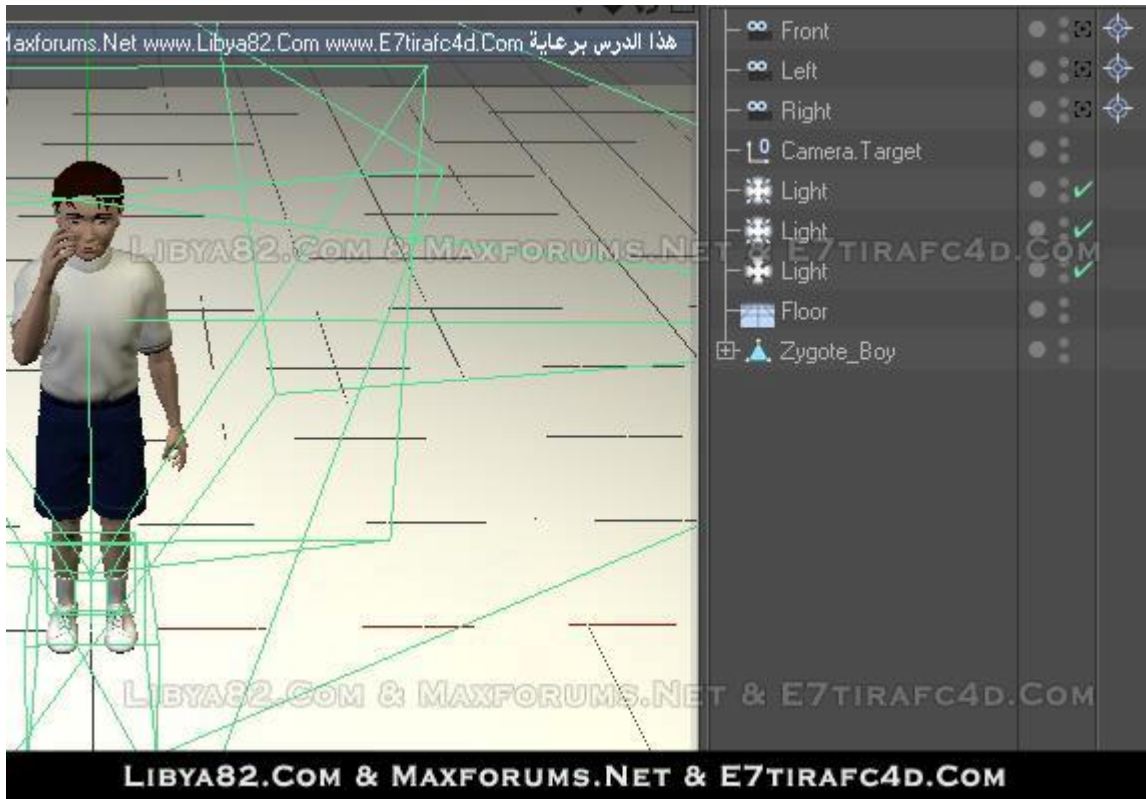 Maxforums.Net www.Libya82.Com www.E7tirafc4d.Com هذا الدرس برعاية
Front
Left
Right
Camera.Target
Light
Light
Light
Floor
Zygote_Boy
LIBYA82.COM & MAXFORUMS.NET & E7TIRAFC4D.COM
LIBYA82.COM & MAXFORUMS.NET & E7TIRAFC4D.COM
LIBYA82.COM & MAXFORUMS.NET & E7TIRAFC4D.COM